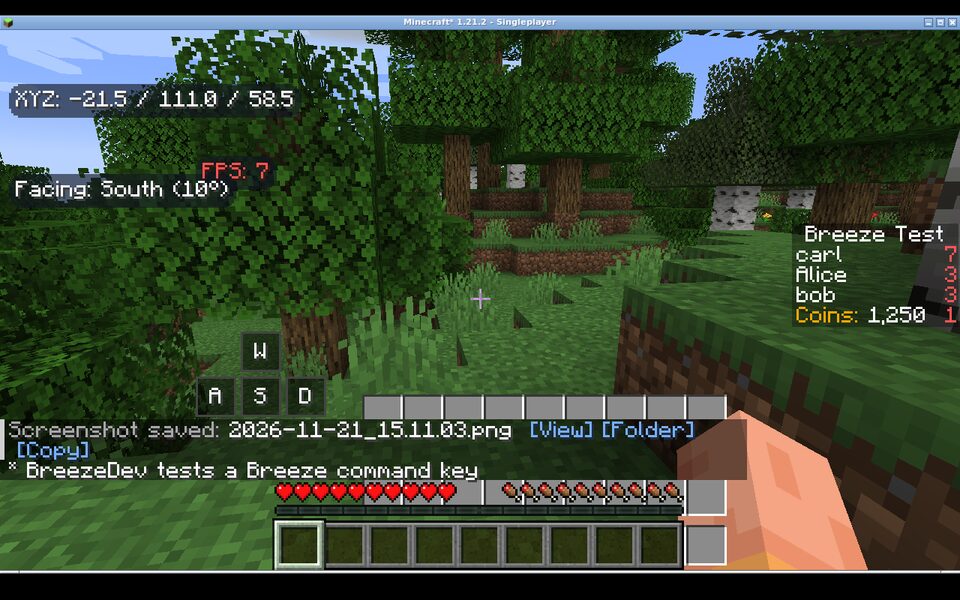 Minecraft* 1.21.2 - Singleplayer
XYZ: -21.5 / 111.0 / 58.5
FPS: 7
Facing: South (10°)
Breeze Test
carl 7
Alice 3
bob 3
Coins: 1,250 1
W
A S D
Screenshot saved: 2026-11-21_15.11.03.png [View] [Folder]
[Copy]
* BreezeDev tests a Breeze command key